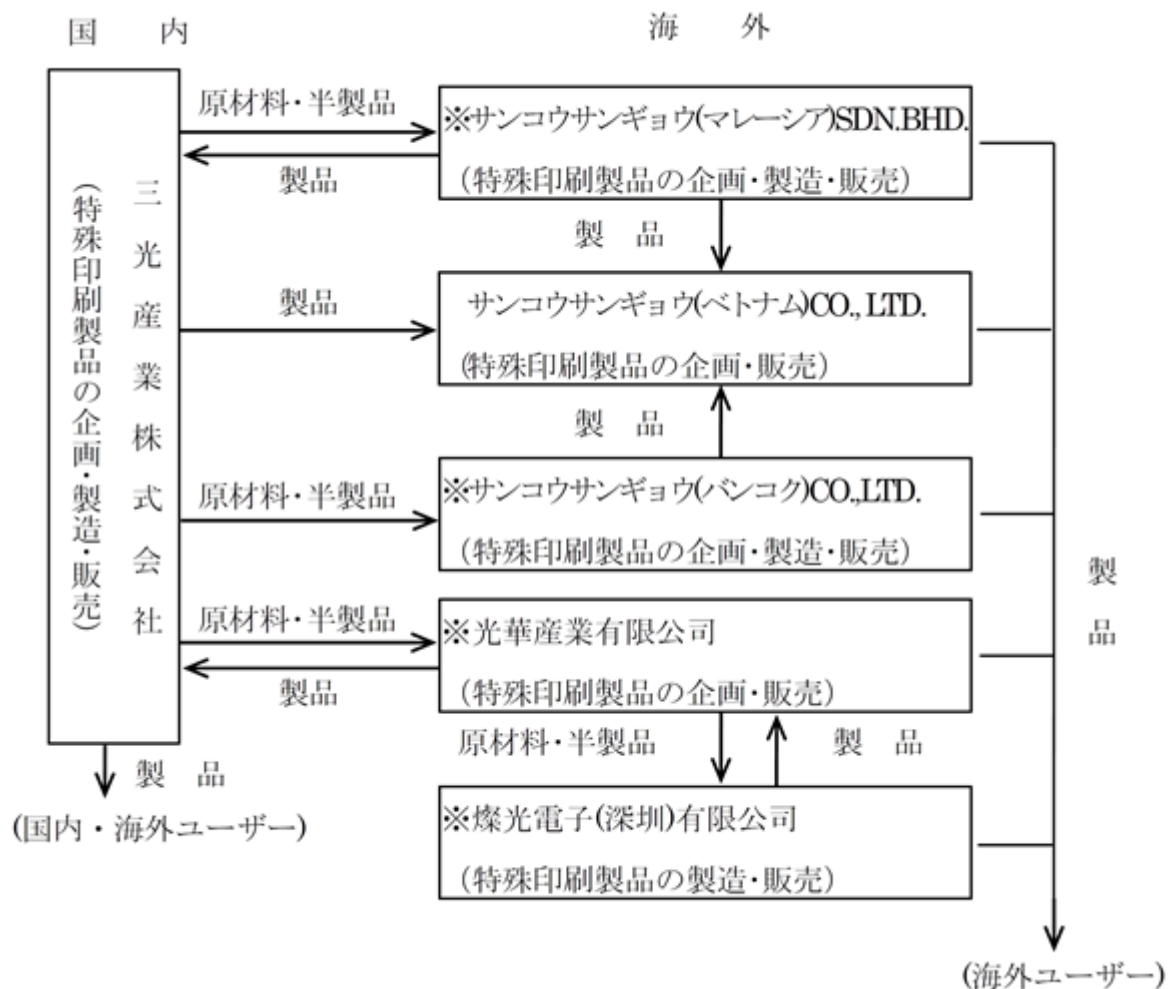 国　内
海　外
三光産業株式会社
(特殊印刷製品の企画・製造・販売)
原材料・半製品
製品
※サンコウサンギョウ(マレーシア)SDN.BHD.
(特殊印刷製品の企画・製造・販売)
製　品
製品
サンコウサンギョウ(ベトナム)CO., LTD.
(特殊印刷製品の企画・販売)
製　品
原材料・半製品
※サンコウサンギョウ(バンコク)CO.,LTD.
(特殊印刷製品の企画・製造・販売)
原材料・半製品
製品
※光華産業有限公司
(特殊印刷製品の企画・販売)
原材料・半製品
製　品
※燦光電子(深圳)有限公司
(特殊印刷製品の製造・販売)
製　品
(国内・海外ユーザー)
製品
(海外ユーザー)